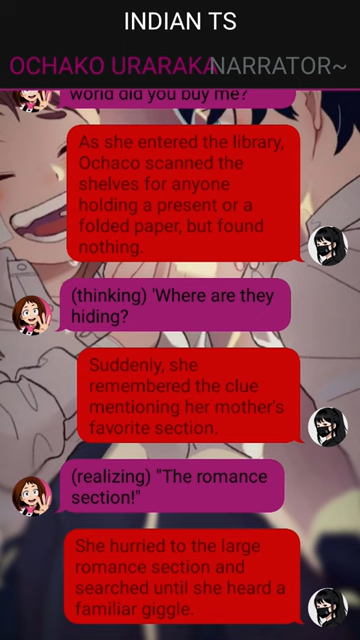 INDIAN TS
OCHAKO URARAKA NARRATOR~
world did you buy me?
As she entered the library,
Ochaco scanned the
shelves for anyone
holding a present or a
folded paper, but found
nothing.
(thinking) 'Where are they
hiding?
Suddenly, she
remembered the clue
mentioning her mother's
favorite section.
(realizing) "The romance
section!"
She hurried to the large
romance section and
searched until she heard a
familiar giggle.